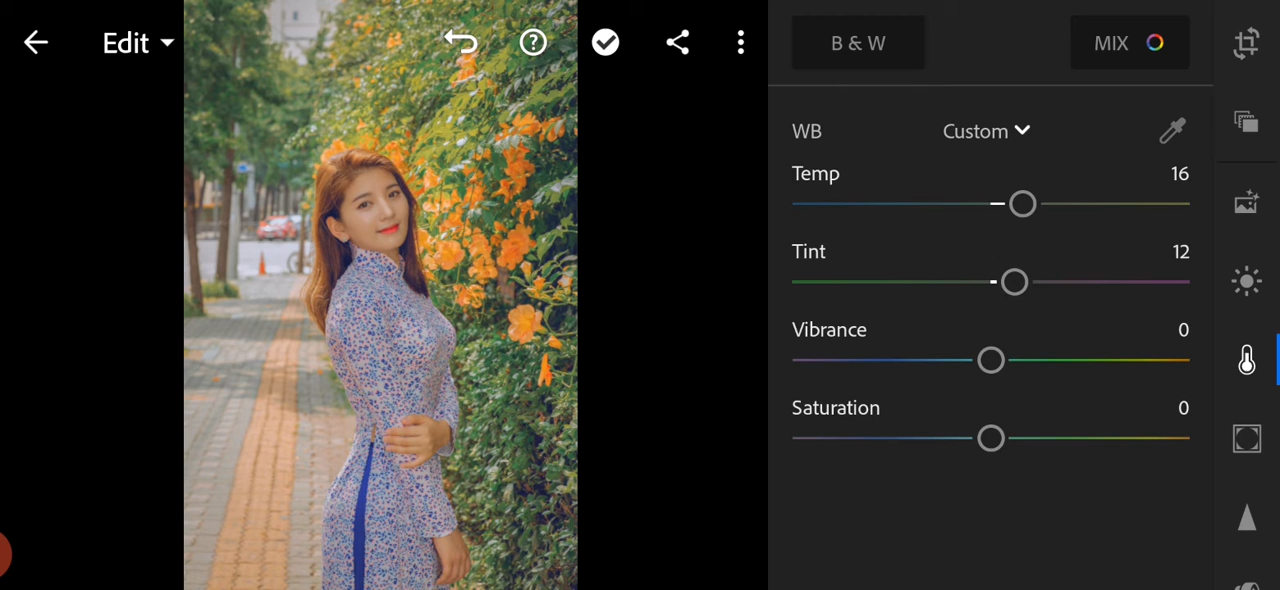 Edit
B & W
MIX
WB
Custom
Temp
16
Tint
12
Vibrance
0
Saturation
0